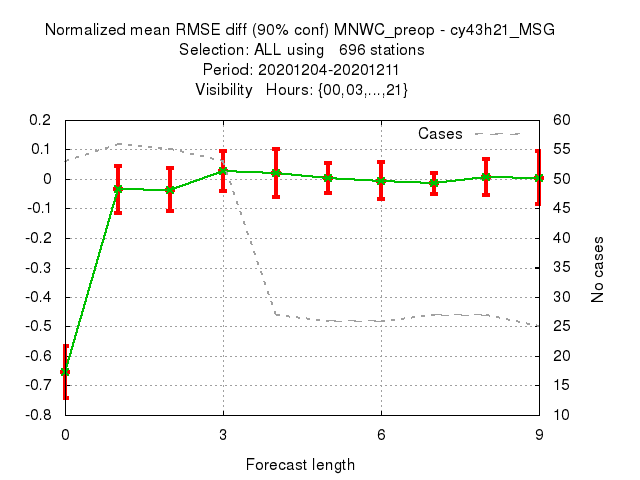 Normalized mean RMSE diff (90% conf) MNWC_preop - cy43h21_MSG
Selection: ALL using   696 stations
Period: 20201204-20201211
Visibility   Hours: {00,03,...,21}
Cases
0.2
0.1
0
-0.1
-0.2
-0.3
-0.4
-0.5
-0.6
-0.7
-0.8
60
55
50
45
40
35
30
25
20
15
10
No cases
0 3 6 9
Forecast length